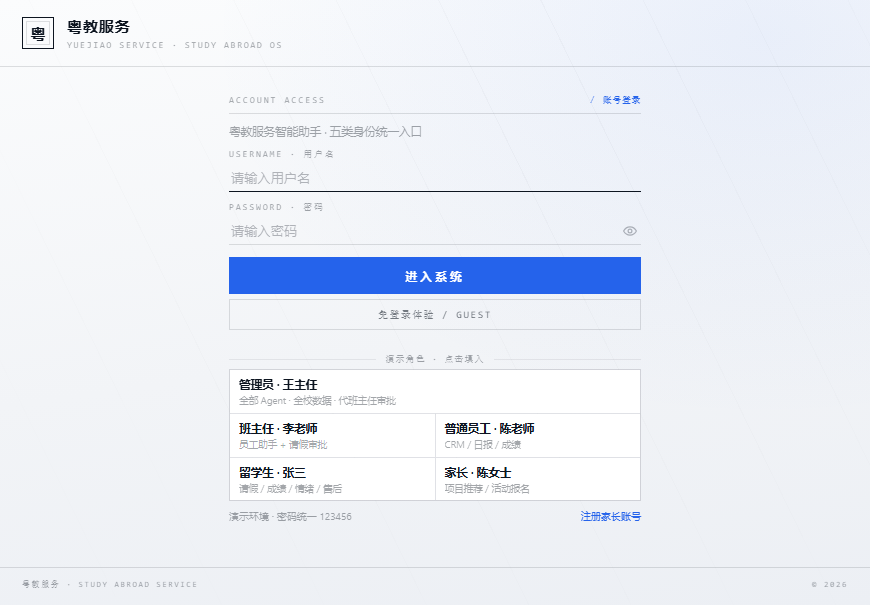 粤
粤教服务
YUEJIAO SERVICE · STUDY ABROAD OS
ACCOUNT ACCESS
/ 账号登录
粤教服务智能助手 · 五类身份统一入口
USERNAME · 用户名
请输入用户名
PASSWORD · 密码
请输入密码
进入系统
免登录体验 / GUEST
演示角色 · 点击填入
管理员 · 王主任
全部 Agent · 全校数据 · 代班主任审批
班主任 · 李老师
员工助手 + 请假审批
普通员工 · 陈老师
CRM / 日报 / 成绩
留学生 · 张三
请假 / 成绩 / 情绪 / 售后
家长 · 陈女士
项目推荐 / 活动报名
演示环境 · 密码统一 123456
注册家长账号
粤教服务 · STUDY ABROAD SERVICE
© 2026